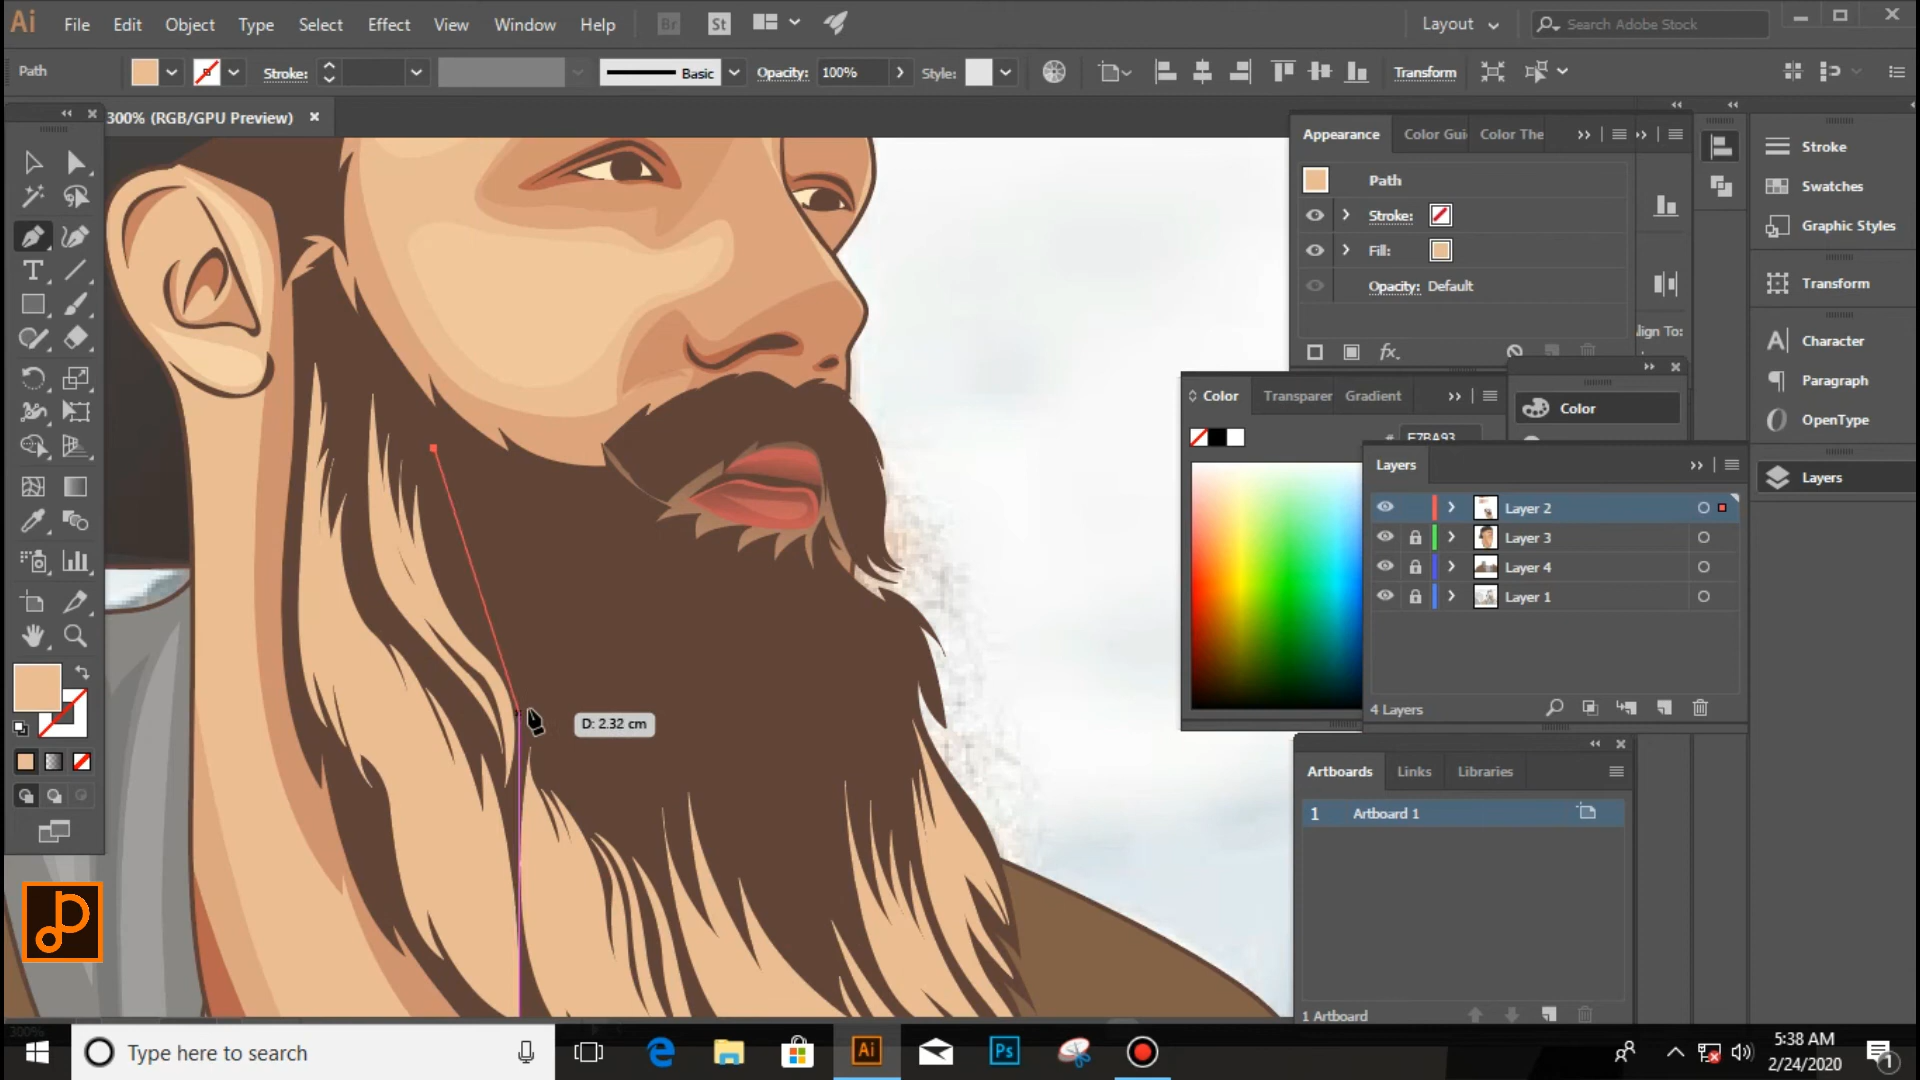 Ai File Edit Object Type Select Effect View Window Help Br St Layout Search Adobe Stock
Path Stroke: Basic Opacity: 100% Style: Transform
300% (RGB/GPU Preview)
Appearance Color Gui Color The
Path
Stroke:
Fill:
Opacity: Default
fx.
lign To:
Stroke
Swatches
Graphic Styles
Transform
Character
Paragraph
OpenType
Layers
Color Transparer Gradient
# E7BA93
Color
Layers
Layer 2
Layer 3
Layer 4
Layer 1
4 Layers
D: 2.32 cm
Artboards Links Libraries
1 Artboard 1
1 Artboard
300%
Type here to search
Ai
Ps
5:38 AM
2/24/2020
1